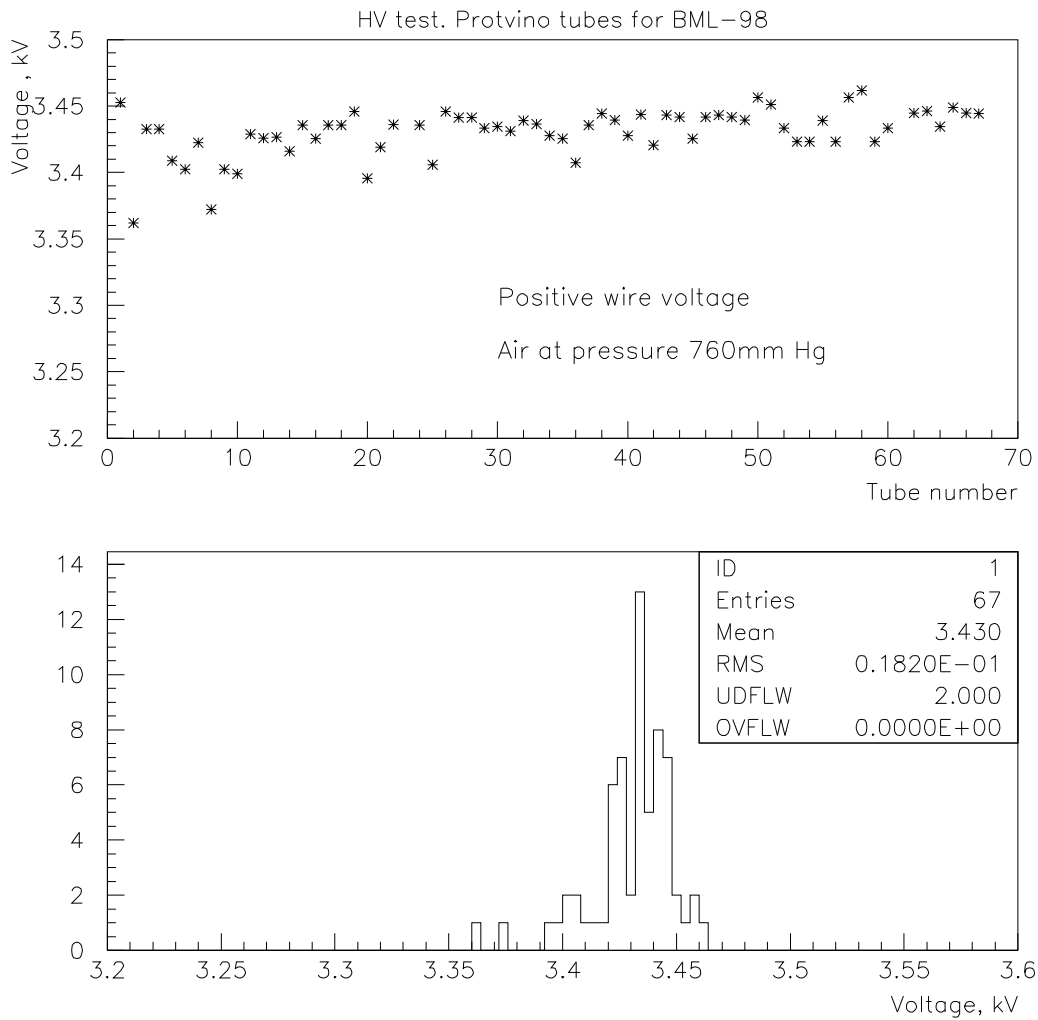 HV test. Protvino tubes for BML-98
Voltage , kV
3.5
3.45
3.4
3.35
3.3
3.25
3.2
Positive wire voltage
Air at pressure 760mm Hg
0 10 20 30 40 50 60 70
Tube number
14
12
10
8
6
4
2
0
ID 1
Entries 67
Mean 3.430
RMS 0.1820E-01
UDFLW 2.000
OVFLW 0.0000E+00
3.2 3.25 3.3 3.35 3.4 3.45 3.5 3.55 3.6
Voltage, kV